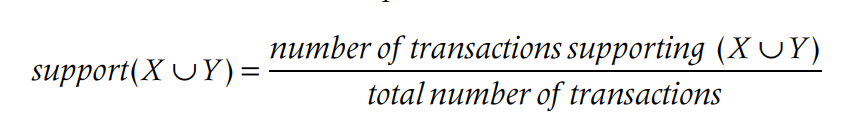 support(X ∪ Y) = number of transactions supporting (X ∪ Y)
total number of transactions